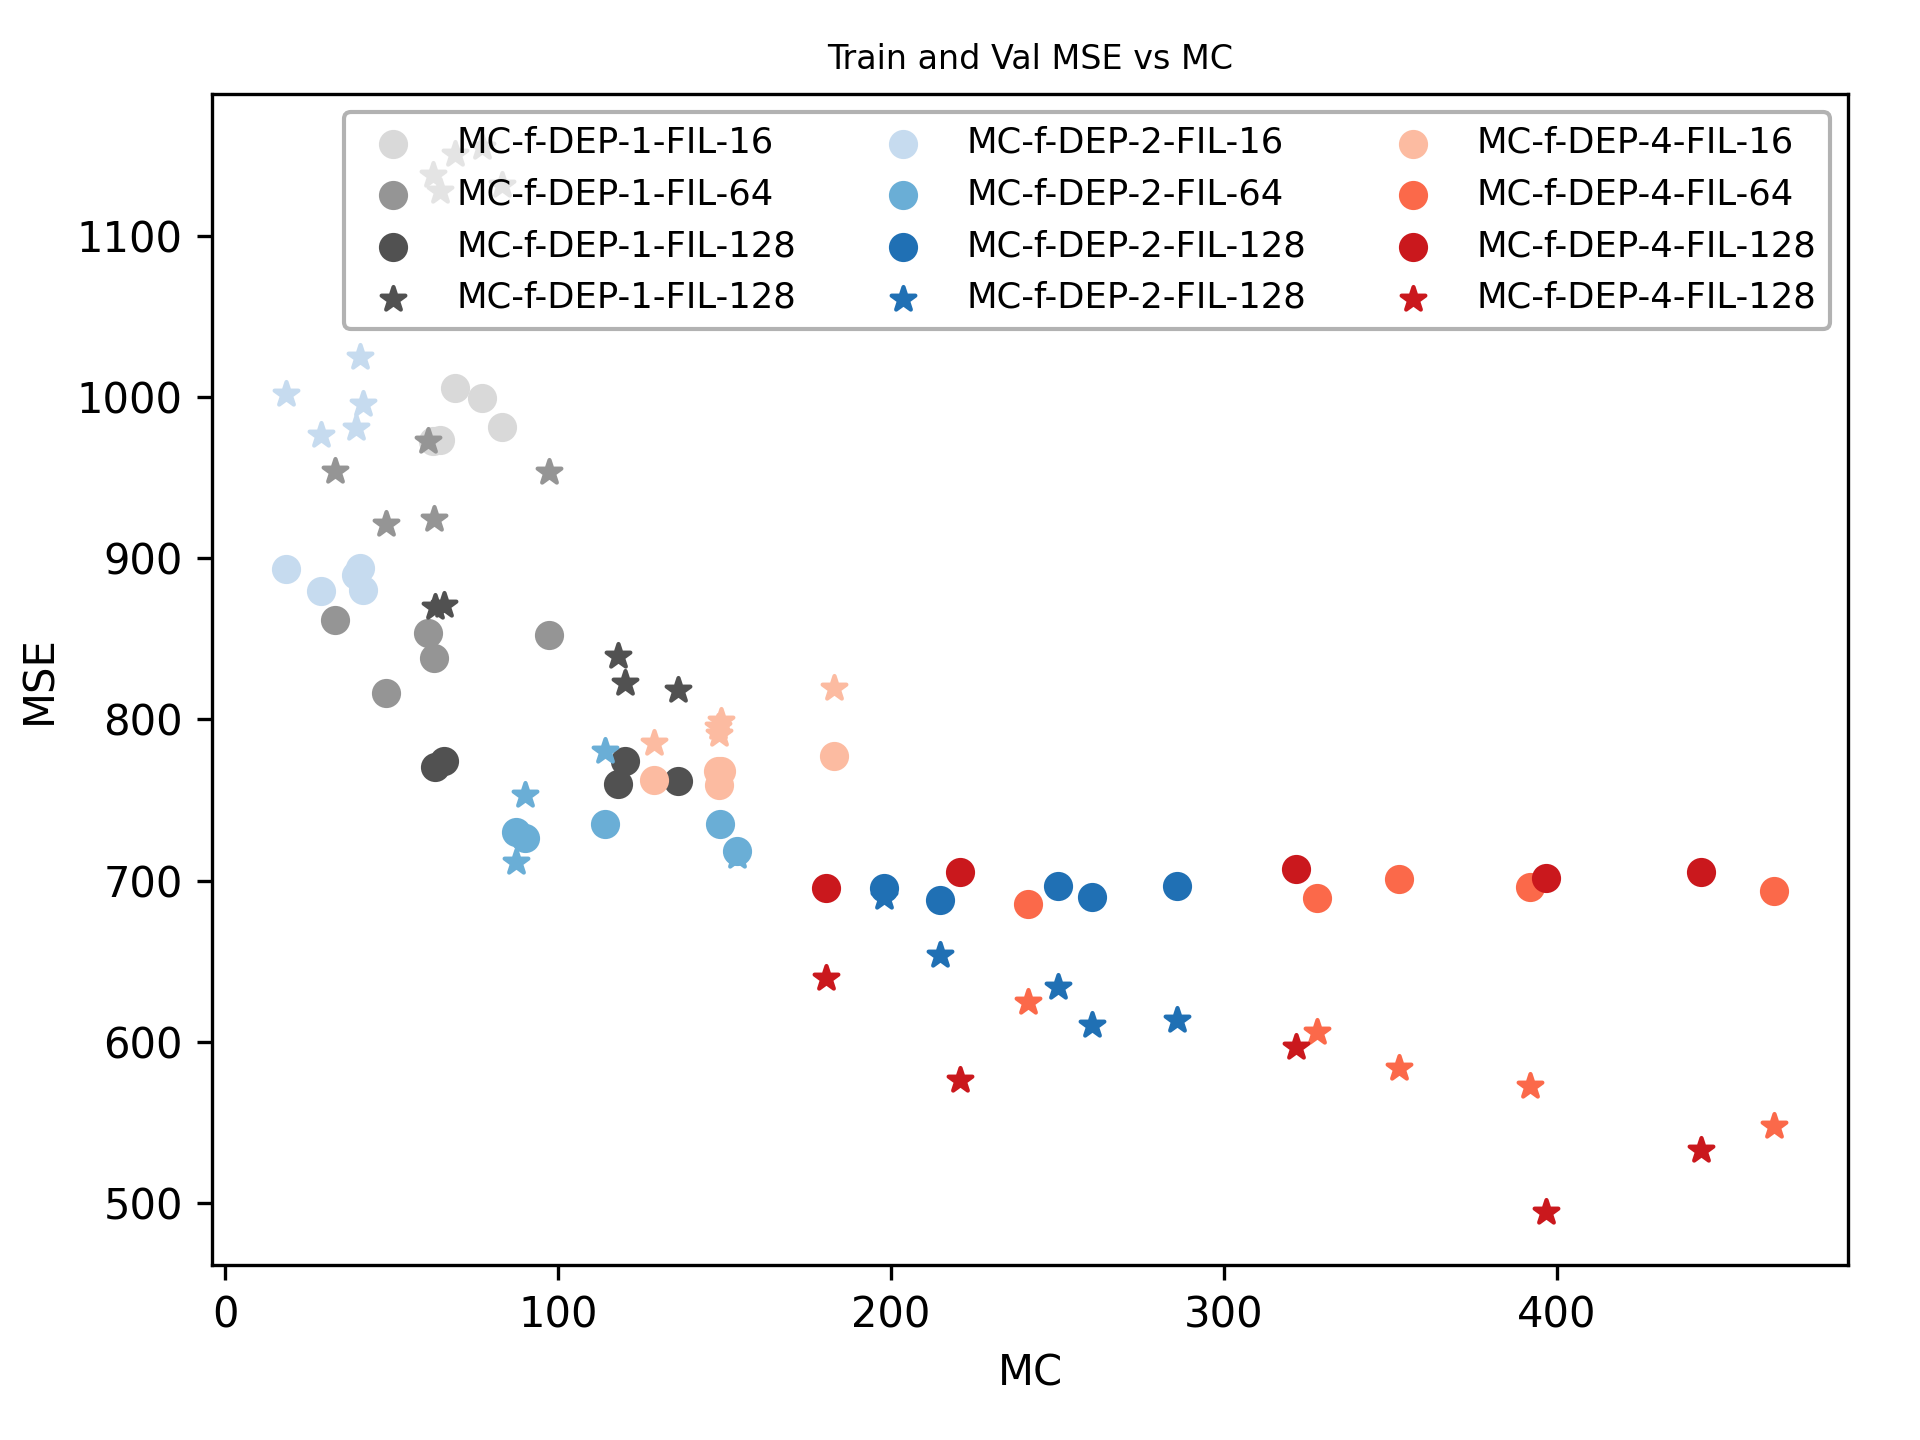 Train and Val MSE vs MC
MC-f-DEP-1-FIL-16
MC-f-DEP-1-FIL-64
MC-f-DEP-1-FIL-128
MC-f-DEP-1-FIL-128
MC-f-DEP-2-FIL-16
MC-f-DEP-2-FIL-64
MC-f-DEP-2-FIL-128
MC-f-DEP-2-FIL-128
MC-f-DEP-4-FIL-16
MC-f-DEP-4-FIL-64
MC-f-DEP-4-FIL-128
MC-f-DEP-4-FIL-128
MSE
1100
1000
900
800
700
600
500
0 100 200 300 400
MC